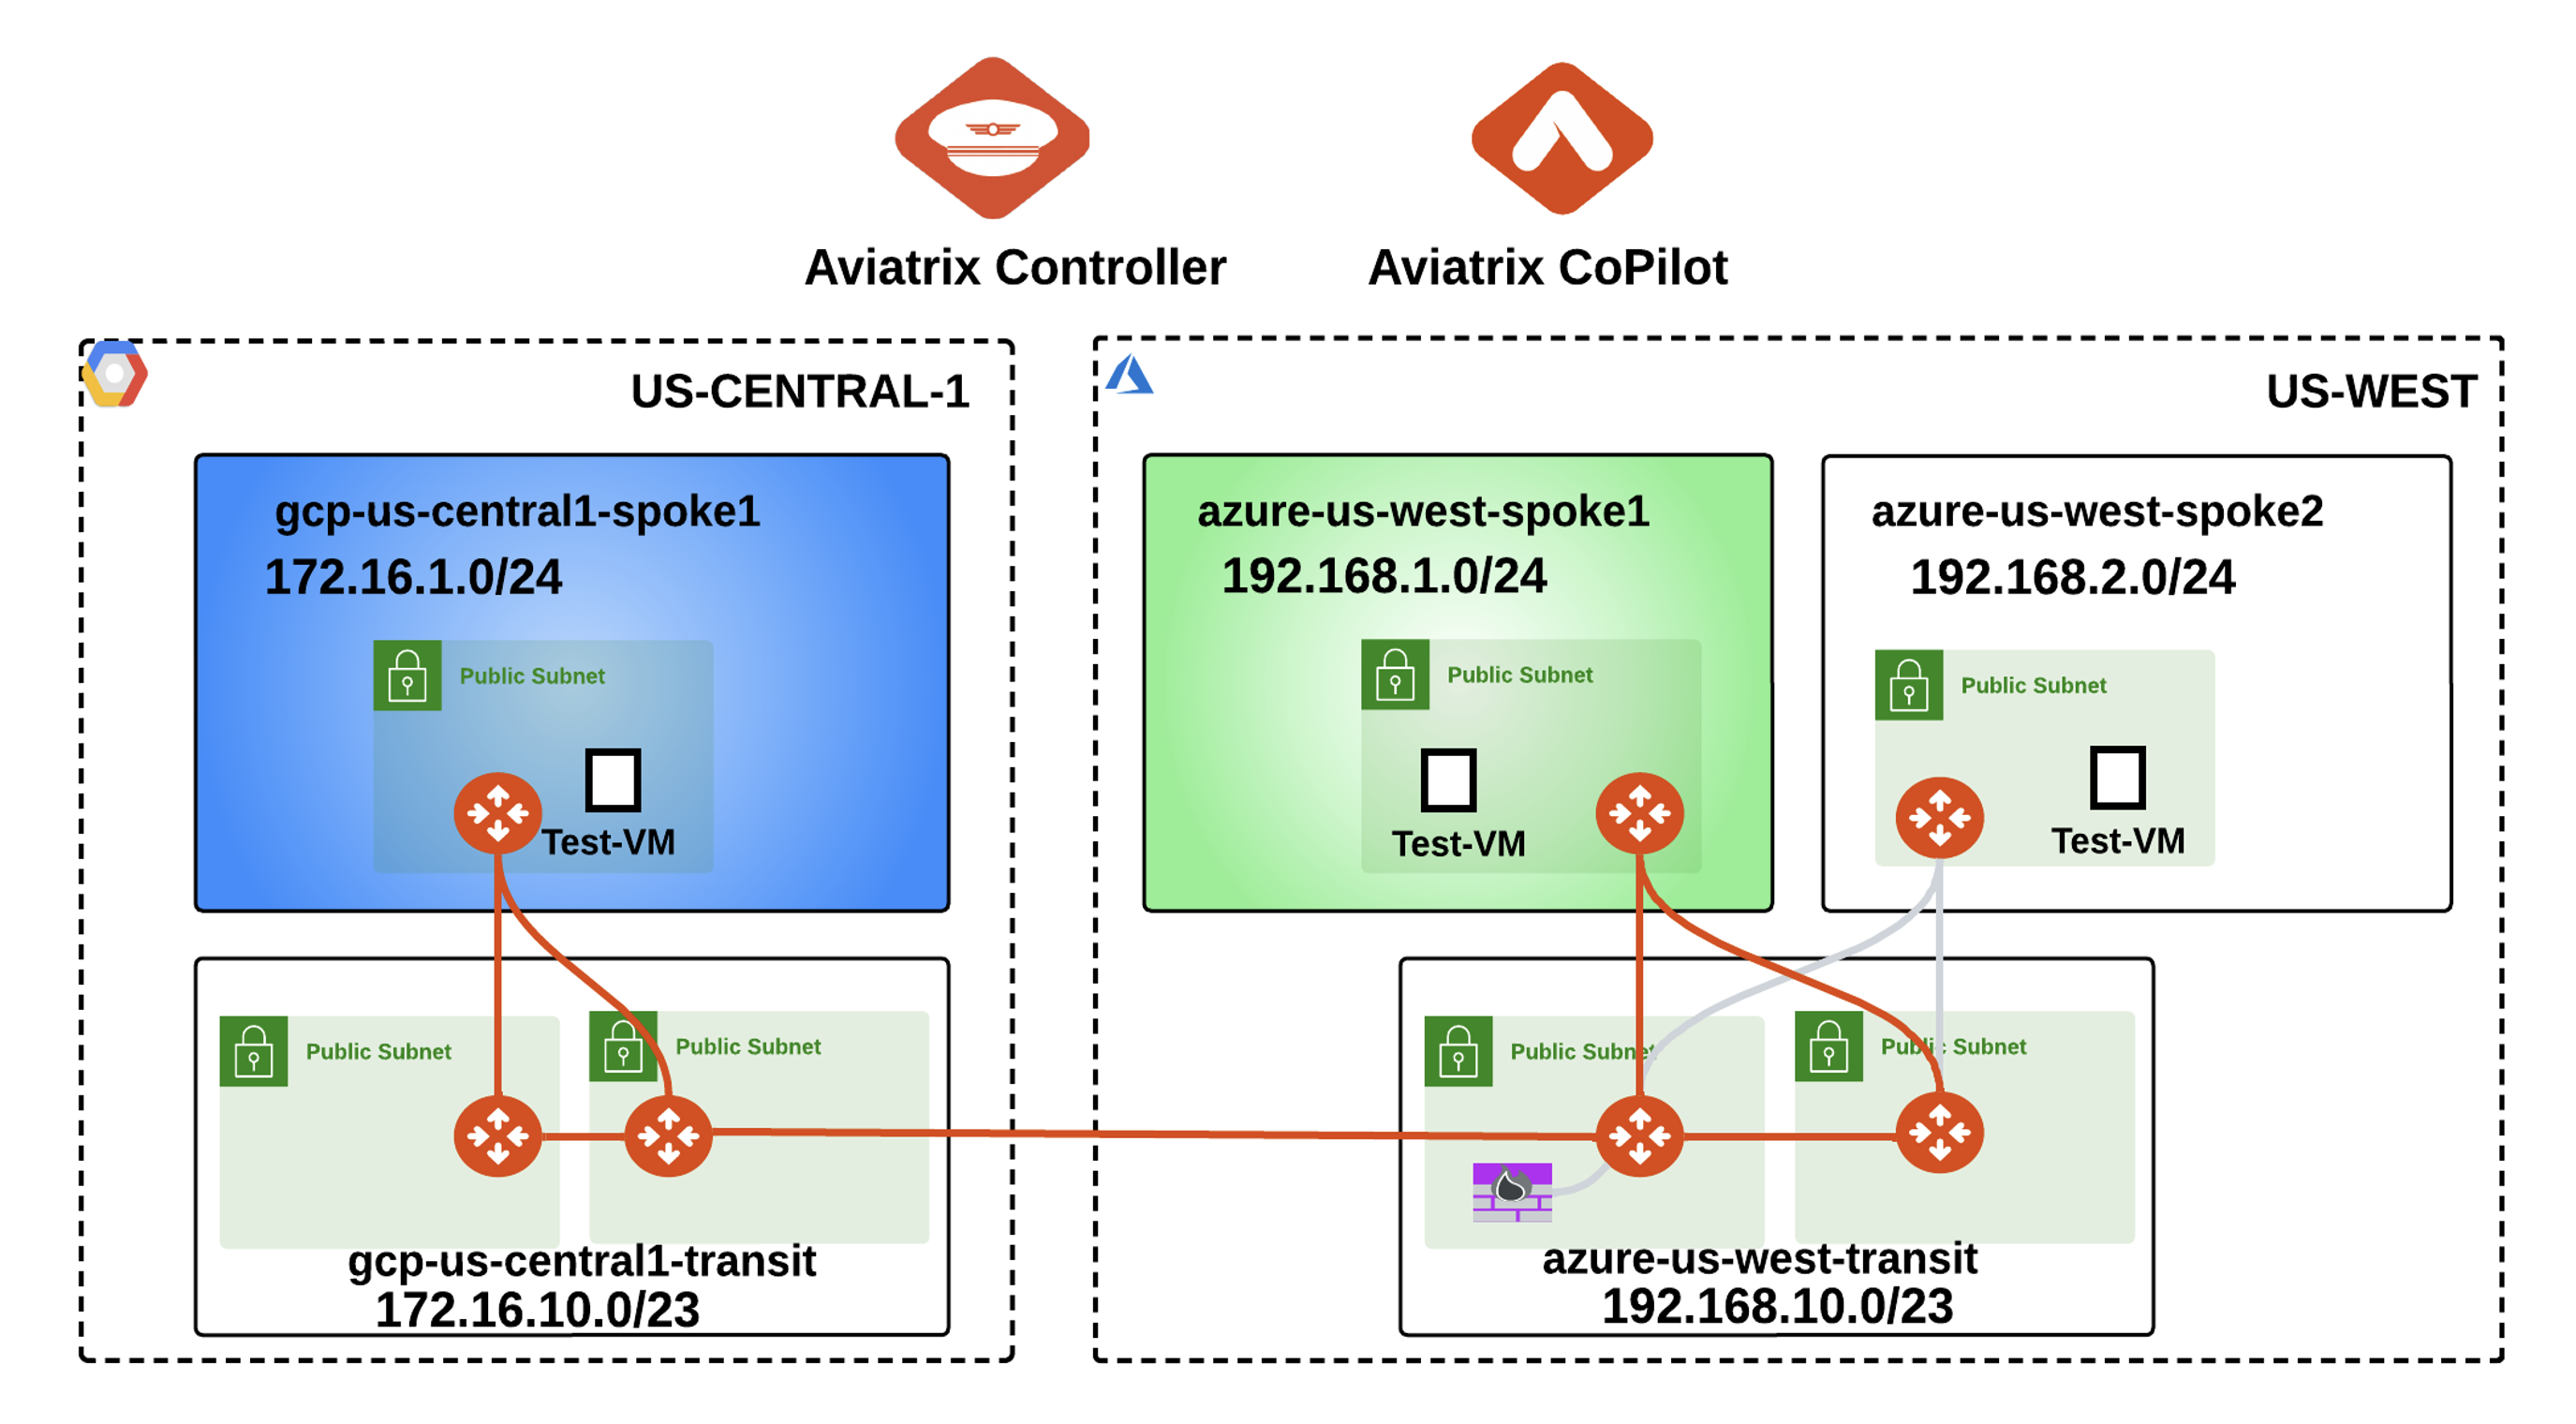 Aviatrix Controller
Aviatrix CoPilot
US-CENTRAL-1
US-WEST
gcp-us-central1-spoke1
172.16.1.0/24
Public Subnet
Test-VM
azure-us-west-spoke1
192.168.1.0/24
Public Subnet
Test-VM
azure-us-west-spoke2
192.168.2.0/24
Public Subnet
Test-VM
Public Subnet
Public Subnet
gcp-us-central1-transit
172.16.10.0/23
Public Subnet
Public Subnet
azure-us-west-transit
192.168.10.0/23